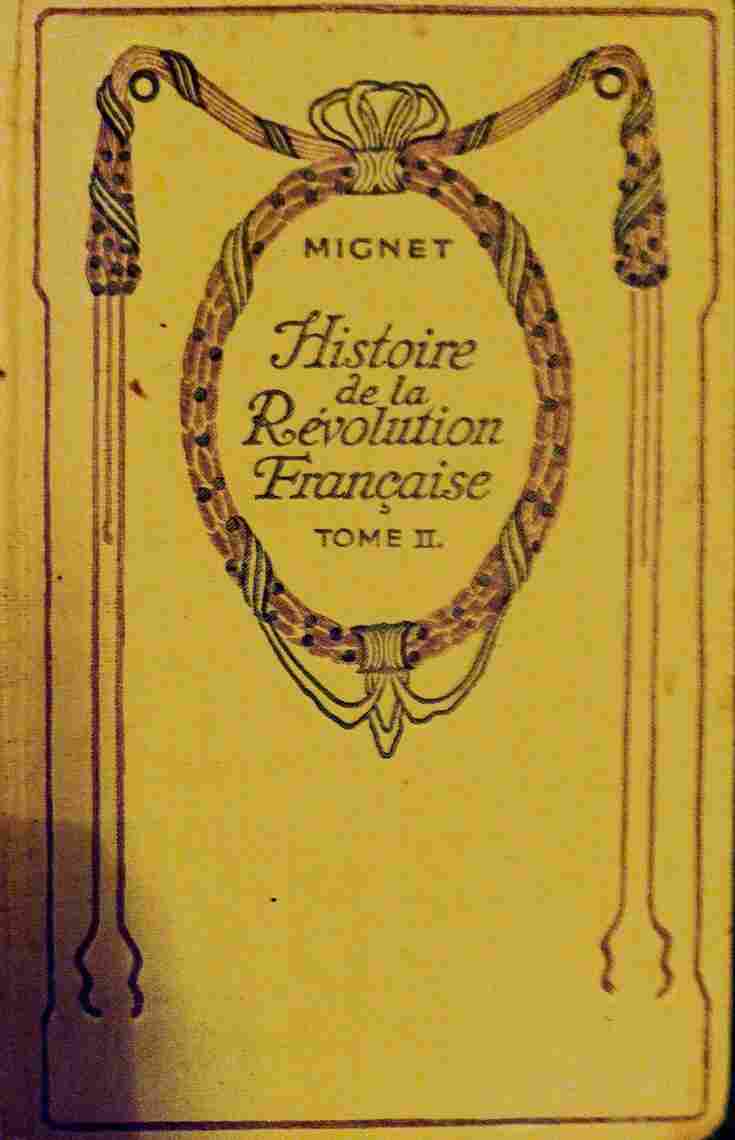 MIGNET
Histoire
de la
Révolution
Française
TOME II.